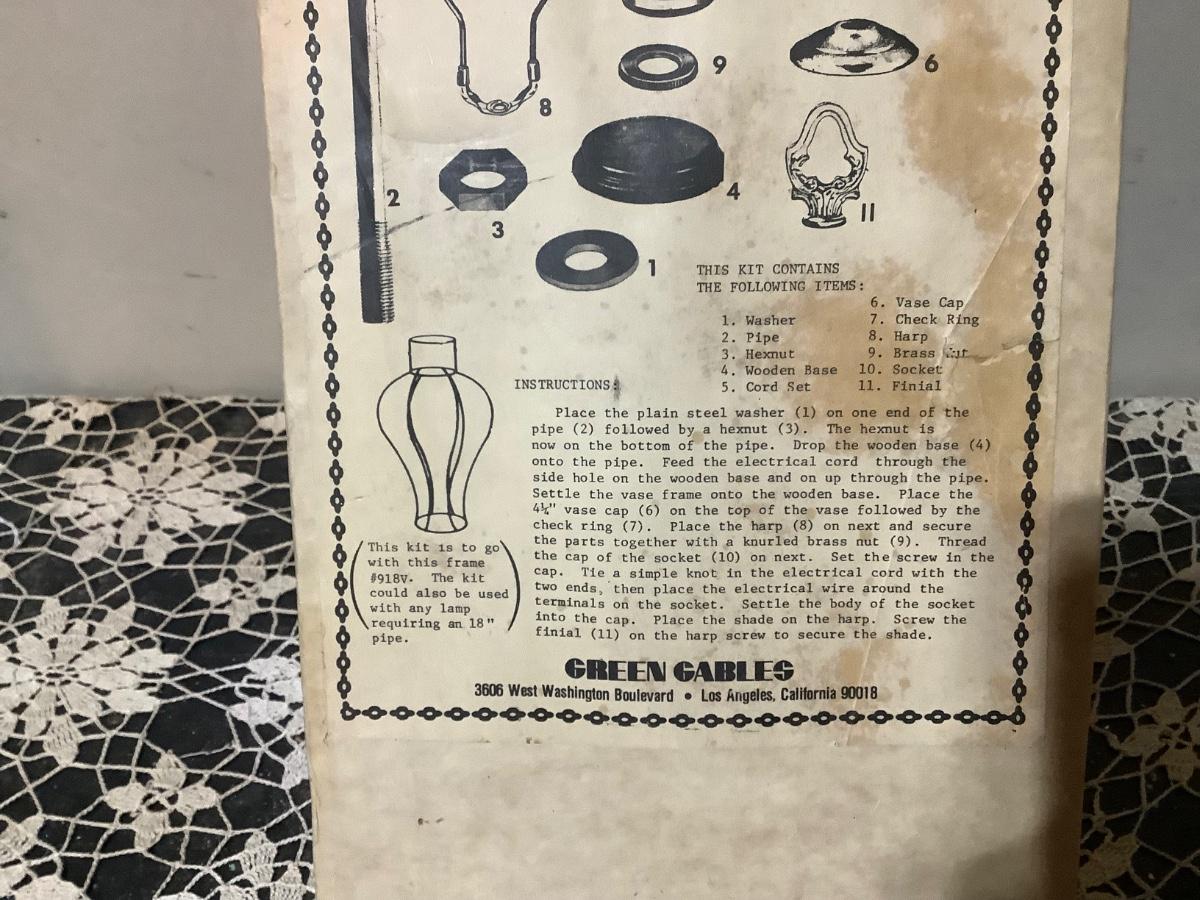 9
6
8
2
3
4
11
1
THIS KIT CONTAINS
THE FOLLOWING ITEMS:
1. Washer
2. Pipe
3. Hexnut
4. Wooden Base
5. Cord Set
6. Vase Cap
7. Check Ring
8. Harp
9. Brass Nut
10. Socket
11. Finial
INSTRUCTIONS:
Place the plain steel washer (1) on one end of the
pipe (2) followed by a hexnut (3). The hexnut is
now on the bottom of the pipe. Drop the wooden base (4)
onto the pipe. Feed the electrical cord through the
side hole on the wooden base and on up through the pipe.
Settle the vase frame onto the wooden base. Place the
4¼" vase cap (6) on the top of the vase followed by the
check ring (7). Place the harp (8) on next and secure
the parts together with a knurled brass nut (9). Thread
the cap of the socket (10) on next. Set the screw in the
cap. Tie a simple knot in the electrical cord with the
two ends, then place the electrical wire around the
terminals on the socket. Settle the body of the socket
into the cap. Place the shade on the harp. Screw the
finial (11) on the harp screw to secure the shade.
(This kit is to go
with this frame
#918V. The kit
could also be used
with any lamp
requiring an 18"
pipe.)
GREEN GABLES
3606 West Washington Boulevard • Los Angeles, California 90018